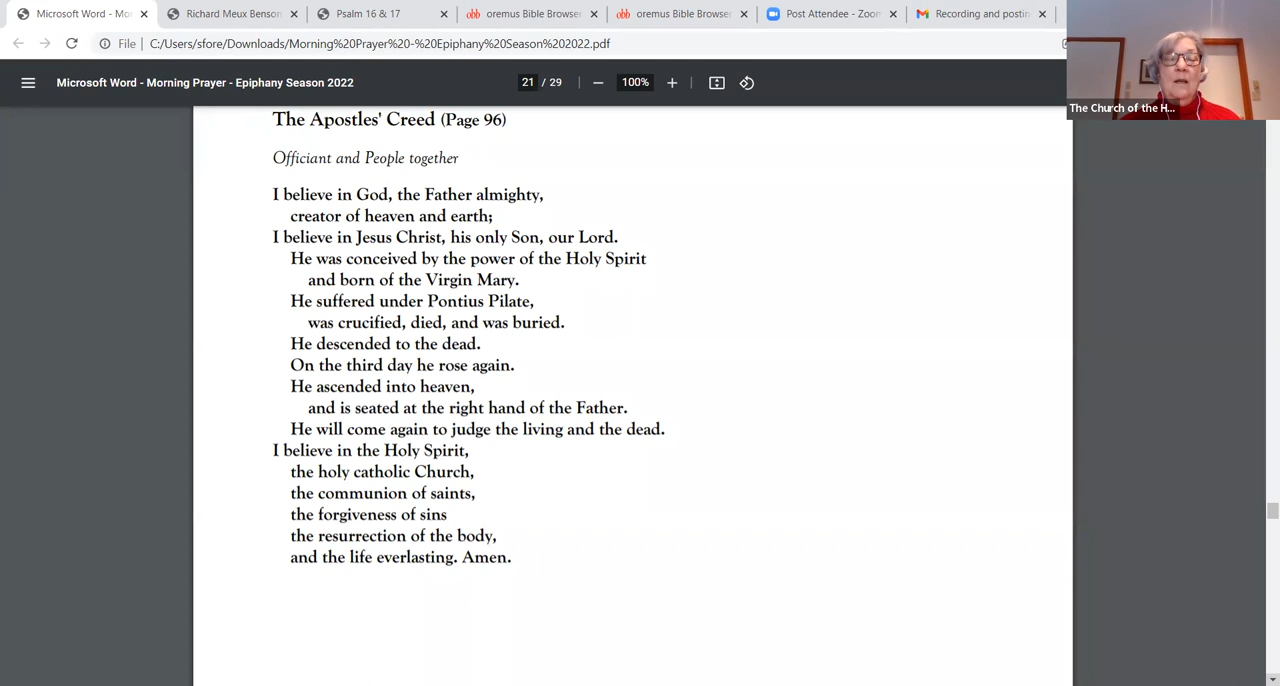 Microsoft Word - Mor
Richard Meux Benson
Psalm 16 & 17
oremus Bible Browser
oremus Bible Browser
Post Attendee - Zoom
Recording and postin
File
C:/Users/sfore/Downloads/Morning%20Prayer%20-%20Epiphany%20Season%202022.pdf
Microsoft Word - Morning Prayer - Epiphany Season 2022
21 / 29
100%
The Church of the H...
The Apostles' Creed (Page 96)
Officiant and People together
I believe in God, the Father almighty,
creator of heaven and earth;
I believe in Jesus Christ, his only Son, our Lord.
He was conceived by the power of the Holy Spirit
and born of the Virgin Mary.
He suffered under Pontius Pilate,
was crucified, died, and was buried.
He descended to the dead.
On the third day he rose again.
He ascended into heaven,
and is seated at the right hand of the Father.
He will come again to judge the living and the dead.
I believe in the Holy Spirit,
the holy catholic Church,
the communion of saints,
the forgiveness of sins
the resurrection of the body,
and the life everlasting. Amen.